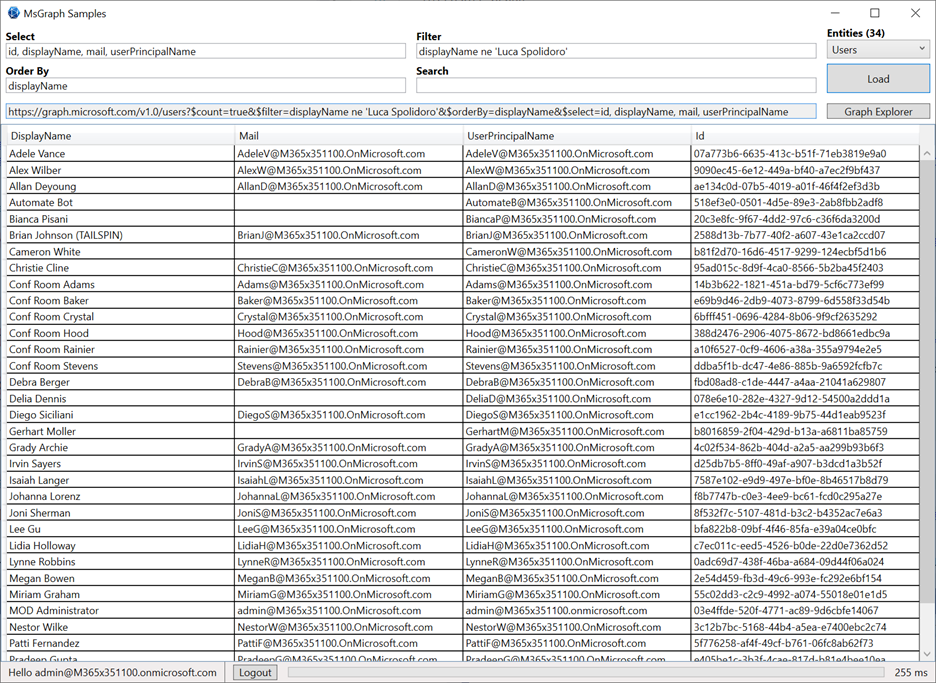 MsGraph Samples
Select
id, displayName, mail, userPrincipalName
Filter
displayName ne 'Luca Spolidoro'
Entities (34)
Users
Order By
displayName
Search
Load
https://graph.microsoft.com/v1.0/users?$count=true&$filter=displayName ne 'Luca Spolidoro'&$orderBy=displayName&$select=id, displayName, mail, userPrincipalName
Graph Explorer
DisplayName Mail UserPrincipalName Id
Adele Vance AdeleV@M365x351100.OnMicrosoft.com AdeleV@M365x351100.OnMicrosoft.com 07a773b6-6635-413c-b51f-71eb3819e9a0
Alex Wilber AlexW@M365x351100.OnMicrosoft.com AlexW@M365x351100.OnMicrosoft.com 9090ec45-6e12-449a-bf40-a7ec2f9bf437
Allan Deyoung AllanD@M365x351100.OnMicrosoft.com AllanD@M365x351100.OnMicrosoft.com ae134c0d-07b5-4019-a01f-46f4f2ef3d3b
Automate Bot AutomateB@M365x351100.OnMicrosoft.com 518ef3e0-0501-4d5e-89e3-2ab8fbb2adf8
Bianca Pisani BiancaP@M365x351100.OnMicrosoft.com 20c3e8fc-9f67-4dd2-97c6-c36f6da3200d
Brian Johnson (TAILSPIN) BrianJ@M365x351100.OnMicrosoft.com BrianJ@M365x351100.OnMicrosoft.com 2588d13b-7b77-40f2-a607-43e1ca2ccd07
Cameron White CameronW@M365x351100.OnMicrosoft.com b81f2d70-16d6-4517-9299-124ecbf5d1b6
Christie Cline ChristieC@M365x351100.OnMicrosoft.com ChristieC@M365x351100.OnMicrosoft.com 95ad015c-8d9f-4ca0-8566-5b2ba45f2403
Conf Room Adams Adams@M365x351100.OnMicrosoft.com Adams@M365x351100.OnMicrosoft.com 14b3b622-1821-451a-bd79-5cf6c773ef99
Conf Room Baker Baker@M365x351100.OnMicrosoft.com Baker@M365x351100.OnMicrosoft.com e69b9d46-2db9-4073-8799-6d558f33d54b
Conf Room Crystal Crystal@M365x351100.OnMicrosoft.com Crystal@M365x351100.OnMicrosoft.com 6bfff451-0696-4284-8b06-9f9cf2635292
Conf Room Hood Hood@M365x351100.OnMicrosoft.com Hood@M365x351100.OnMicrosoft.com 388d2476-2906-4075-8672-bd8661edbc9a
Conf Room Rainier Rainier@M365x351100.OnMicrosoft.com Rainier@M365x351100.OnMicrosoft.com a10f6527-0cf9-4606-a38a-355a9794e2e5
Conf Room Stevens Stevens@M365x351100.OnMicrosoft.com Stevens@M365x351100.OnMicrosoft.com ddba5f1b-dc47-4e86-885b-9a6592fcfb7c
Debra Berger DebraB@M365x351100.OnMicrosoft.com DebraB@M365x351100.OnMicrosoft.com fbd08ad8-c1de-4447-a4aa-21041a629807
Delia Dennis DeliaD@M365x351100.OnMicrosoft.com 078e6e10-282e-4327-9d12-54500a2ddd1a
Diego Siciliani DiegoS@M365x351100.OnMicrosoft.com DiegoS@M365x351100.OnMicrosoft.com e1cc1962-2b4c-4189-9b75-44d1eab9523f
Gerhart Moller GerhartM@M365x351100.OnMicrosoft.com b8016859-2f04-429d-b13a-a6811ba85759
Grady Archie GradyA@M365x351100.OnMicrosoft.com GradyA@M365x351100.OnMicrosoft.com 4c02f534-862b-404d-a2a5-aa299b93b6f3
Irvin Sayers IrvinS@M365x351100.OnMicrosoft.com IrvinS@M365x351100.OnMicrosoft.com d25db7b5-8ff0-49af-a907-b3dcd1a3b52f
Isaiah Langer IsaiahL@M365x351100.OnMicrosoft.com IsaiahL@M365x351100.OnMicrosoft.com 7587e102-e9d9-497e-bf0e-8b46517b8d79
Johanna Lorenz JohannaL@M365x351100.OnMicrosoft.com JohannaL@M365x351100.OnMicrosoft.com f8b7747b-c0e3-4ee9-bc61-fcd0c295a27e
Joni Sherman JoniS@M365x351100.OnMicrosoft.com JoniS@M365x351100.OnMicrosoft.com 8f532f7c-5107-481d-b3c2-b4352ac7e6a3
Lee Gu LeeG@M365x351100.OnMicrosoft.com LeeG@M365x351100.OnMicrosoft.com bfa822b8-09bf-4f46-85fa-e39a04ce0bfc
Lidia Holloway LidiaH@M365x351100.OnMicrosoft.com LidiaH@M365x351100.OnMicrosoft.com c7ec011c-eed5-4526-b0de-22d0e7362d52
Lynne Robbins LynneR@M365x351100.OnMicrosoft.com LynneR@M365x351100.OnMicrosoft.com 0adc69d7-438f-46ba-a684-09d44f06a024
Megan Bowen MeganB@M365x351100.OnMicrosoft.com MeganB@M365x351100.OnMicrosoft.com 2e54d459-fb3d-49c6-993e-fc292e6bf154
Miriam Graham MiriamG@M365x351100.OnMicrosoft.com MiriamG@M365x351100.OnMicrosoft.com 55c02dd3-c2c9-4992-a074-55018e01e1d5
MOD Administrator admin@M365x351100.OnMicrosoft.com admin@M365x351100.onmicrosoft.com 03e4ffde-520f-4771-ac89-9d6cbfe14067
Nestor Wilke NestorW@M365x351100.OnMicrosoft.com NestorW@M365x351100.OnMicrosoft.com 3c12b7bc-5168-44b4-a5ea-e7400ebc2c74
Patti Fernandez PattiF@M365x351100.OnMicrosoft.com PattiF@M365x351100.OnMicrosoft.com 5f776258-af4f-49cf-b761-06fc8ab62f73
Pradeep Gupta PradeepG@M365x351100.OnMicrosoft.com PradeepG@M365x351100.OnMicrosoft.com
Hello admin@M365x351100.onmicrosoft.com
Logout
255 ms